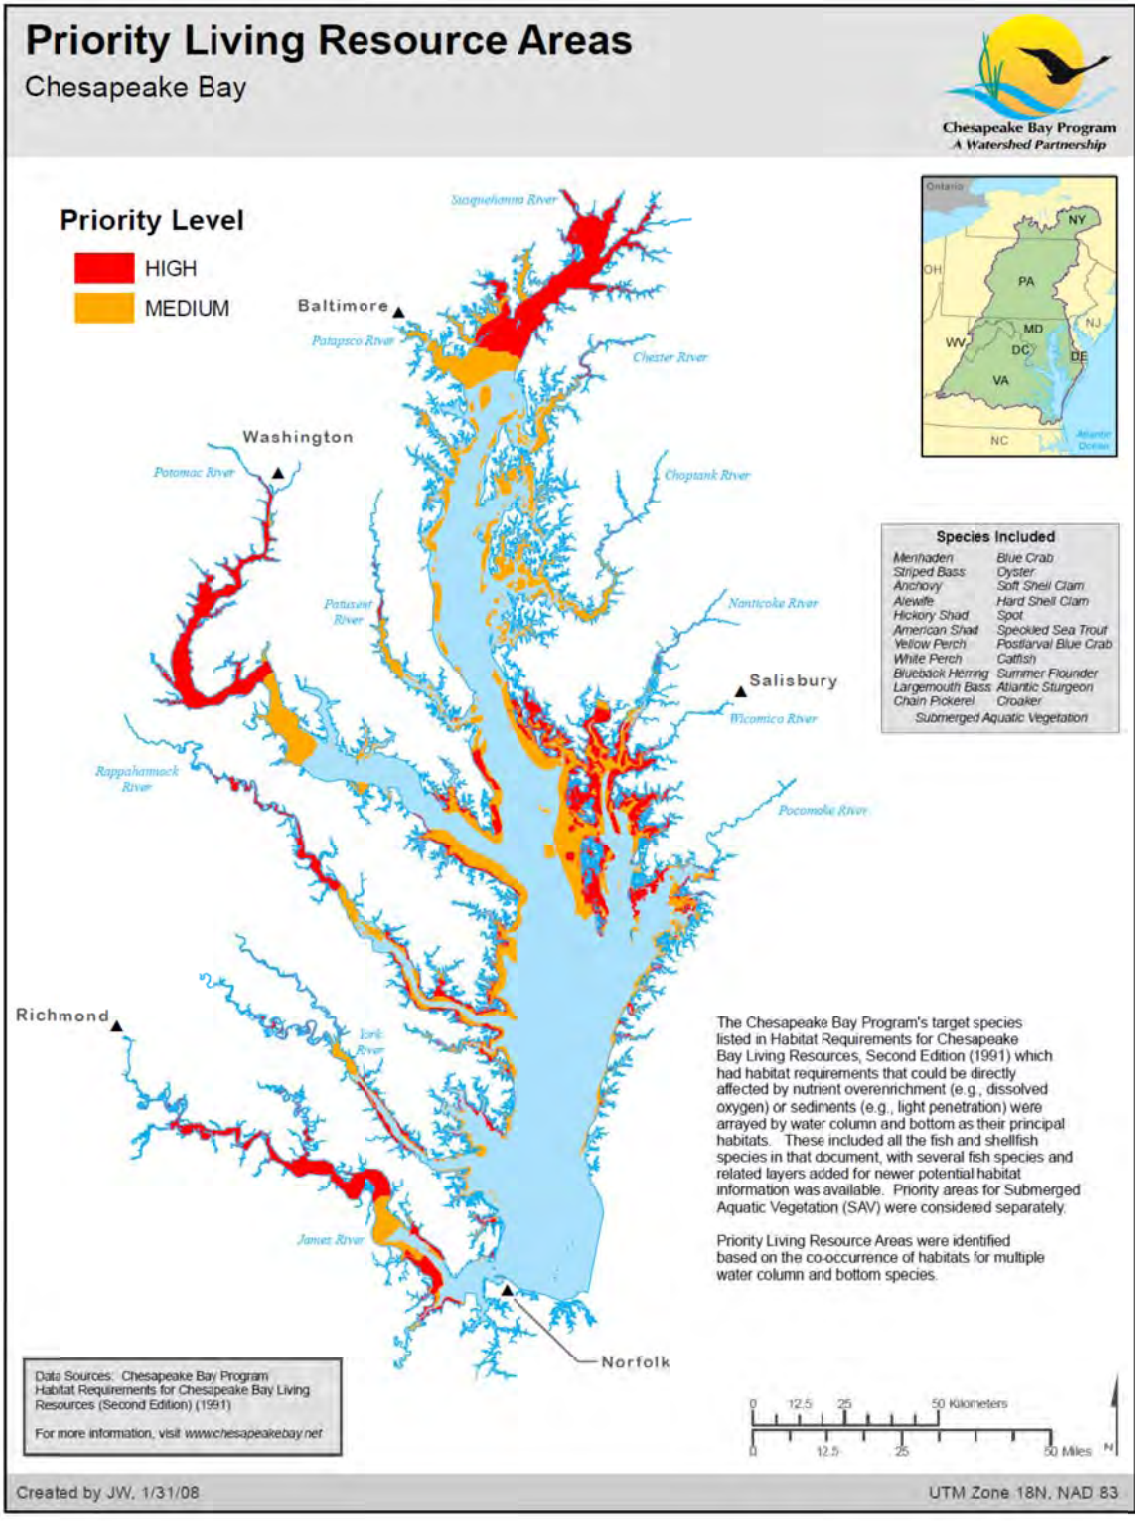 Priority Living Resource Areas
Chesapeake Bay
Chesapeake Bay Program
A Watershed Partnership
Priority Level
HIGH
MEDIUM
Susquehanna River
Baltimore
Patapsco River
Chester River
Washington
Potomac River
Choptank River
Patuxent
River
Nanticoke River
Salisbury
Wicomico River
Rappahannock
River
Pocomoke River
Richmond
York
River
James River
Norfolk
Ontario
NY
OH
PA
NJ
MD
WV
DC
DE
VA
NC
Atlantic
Ocean
Species Included
Menhaden Blue Crab
Striped Bass Oyster
Anchovy Soft Shell Clam
Alewife Hard Shell Clam
Hickory Shad Spot
American Shad Speckled Sea Trout
Yellow Perch Postlarval Blue Crab
White Perch Catfish
Blueback Herring Summer Flounder
Largemouth Bass Atlantic Sturgeon
Chain Pickerel Croaker
Submerged Aquatic Vegetation
The Chesapeake Bay Program's target species
listed in Habitat Requirements for Chesapeake
Bay Living Resources, Second Edition (1991) which
had habitat requirements that could be directly
affected by nutrient overenrichment (e.g., dissolved
oxygen) or sediments (e.g., light penetration) were
arrayed by water column and bottom as their principal
habitats. These included all the fish and shellfish
species in that document, with several fish species and
related layers added for newer potential habitat
information was available. Priority areas for Submerged
Aquatic Vegetation (SAV) were considered separately.
Priority Living Resource Areas were identified
based on the co-occurrence of habitats for multiple
water column and bottom species.
Data Sources: Chesapeake Bay Program
Habitat Requirements for Chesapeake Bay Living
Resources (Second Edition) (1991)
For more information, visit www.chesapeakebay.net
0 12.5 25 50 Kilometers
0 12.5 25 50 Miles
N
Created by JW, 1/31/08
UTM Zone 18N, NAD 83